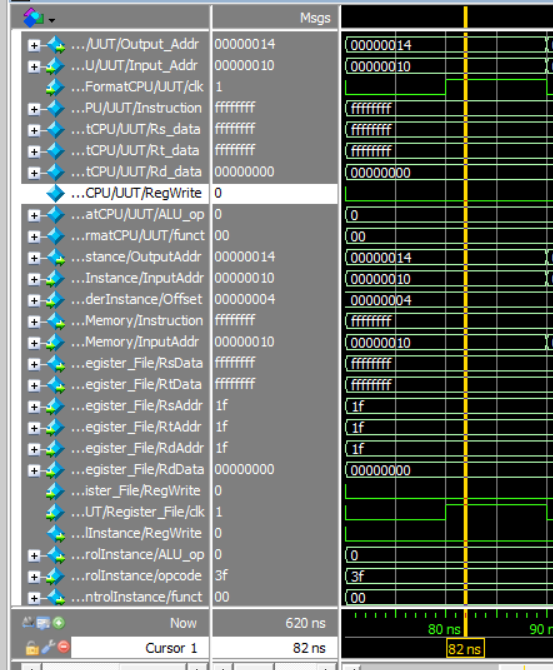 Msgs
.../UUT/Output_Addr 00000014 00000014
...U/UUT/Input_Addr 00000010 00000010
...FormatCPU/UUT/clk 1
...PU/UUT/Instruction ffffffff ffffffff
...tCPU/UUT/Rs_data ffffffff ffffffff
...tCPU/UUT/Rt_data ffffffff ffffffff
...tCPU/UUT/Rd_data 00000000 00000000
...CPU/UUT/RegWrite 0
...atCPU/UUT/ALU_op 0 0
...rmatCPU/UUT/funct 00 00
...stance/OutputAddr 00000014 00000014
...Instance/InputAddr 00000010 00000010
...derInstance/Offset 00000004 00000004
...Memory/Instruction ffffffff ffffffff
...Memory/InputAddr 00000010 00000010
...egister_File/RsData ffffffff ffffffff
...egister_File/RtData ffffffff ffffffff
...egister_File/RsAddr 1f 1f
...egister_File/RtAddr 1f 1f
...egister_File/RdAddr 1f 1f
...egister_File/RdData 00000000 00000000
...ister_File/RegWrite 0
...UT/Register_File/clk 1
...lInstance/RegWrite 0
...rolInstance/ALU_op 0 0
...rolInstance/opcode 3f 3f
...ntrolInstance/funct 00 00
Now 620 ns 80 ns 90 n
Cursor 1 82 ns 82 ns